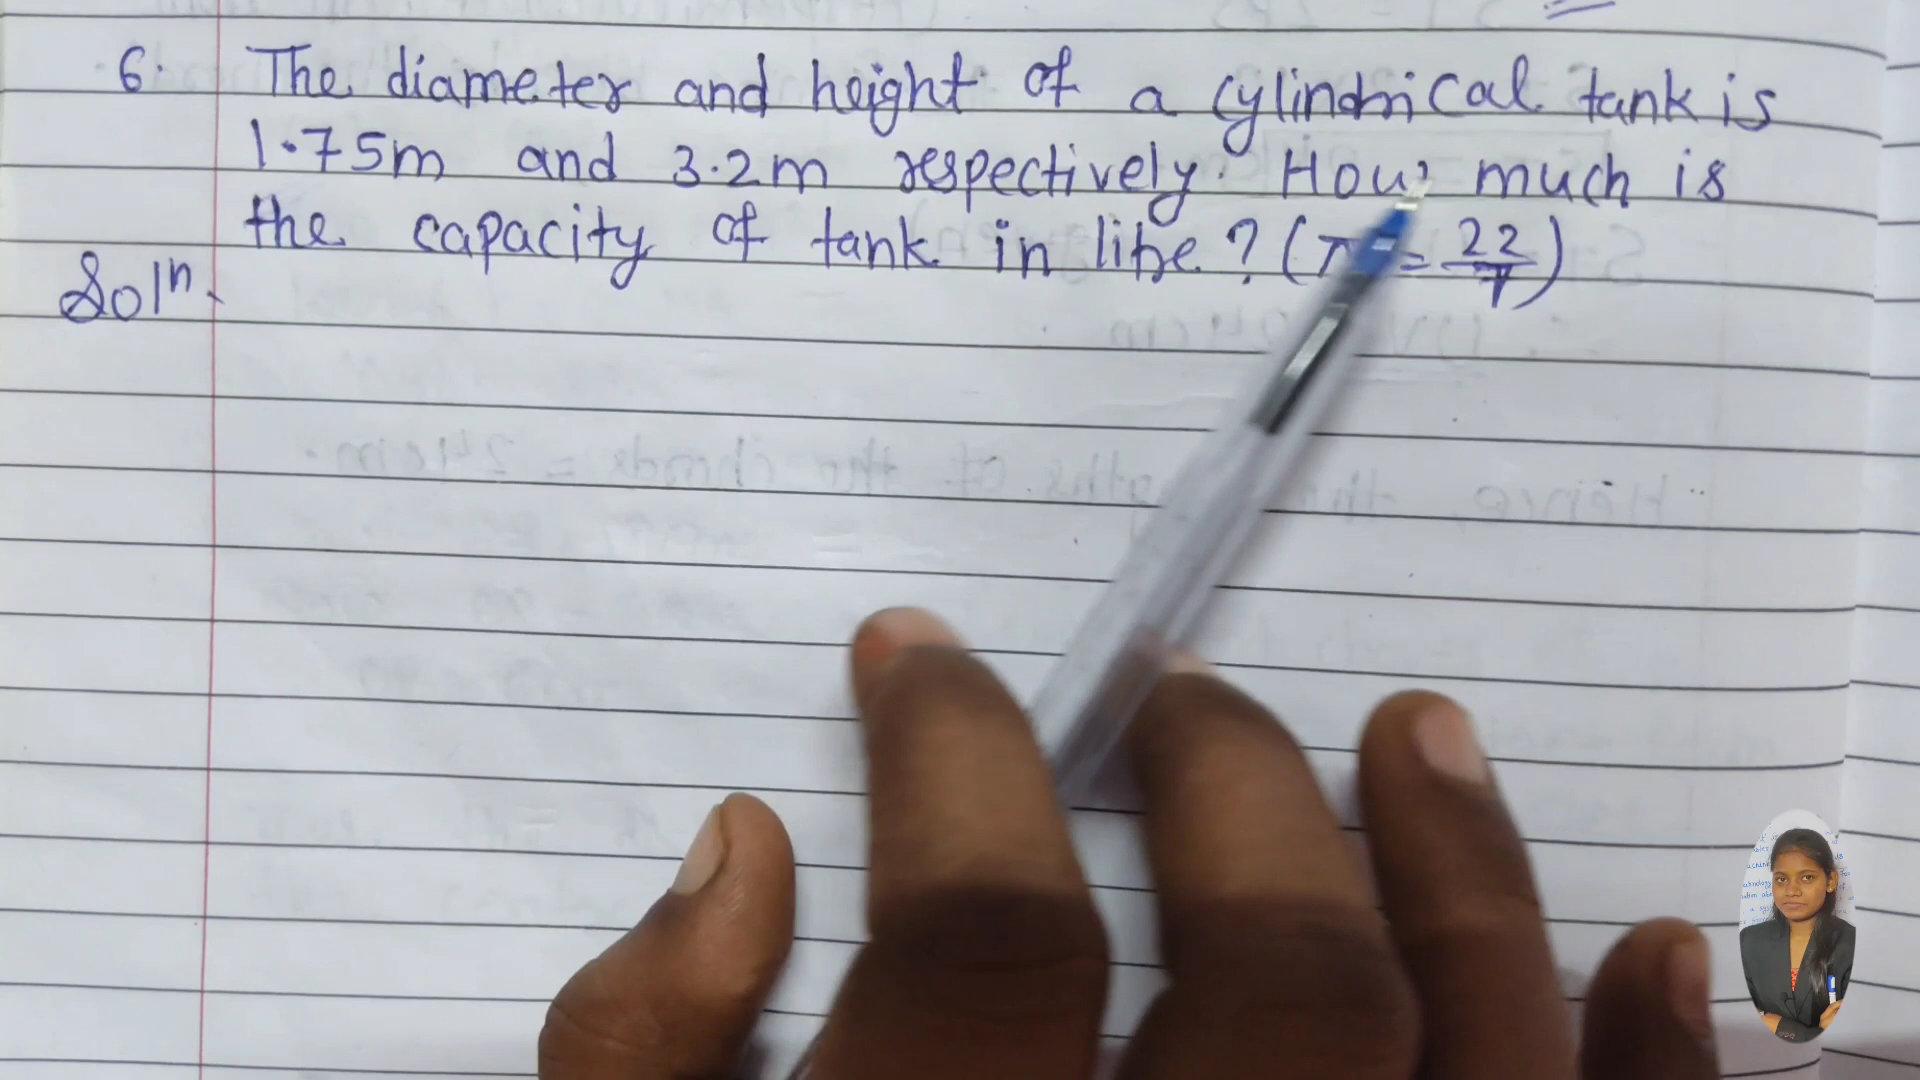 6. The diameter and height of a cylindrical tank is
1.75m and 3.2m respectively. How much is
the capacity of tank in litre? (π = 22/7)
Solⁿ.